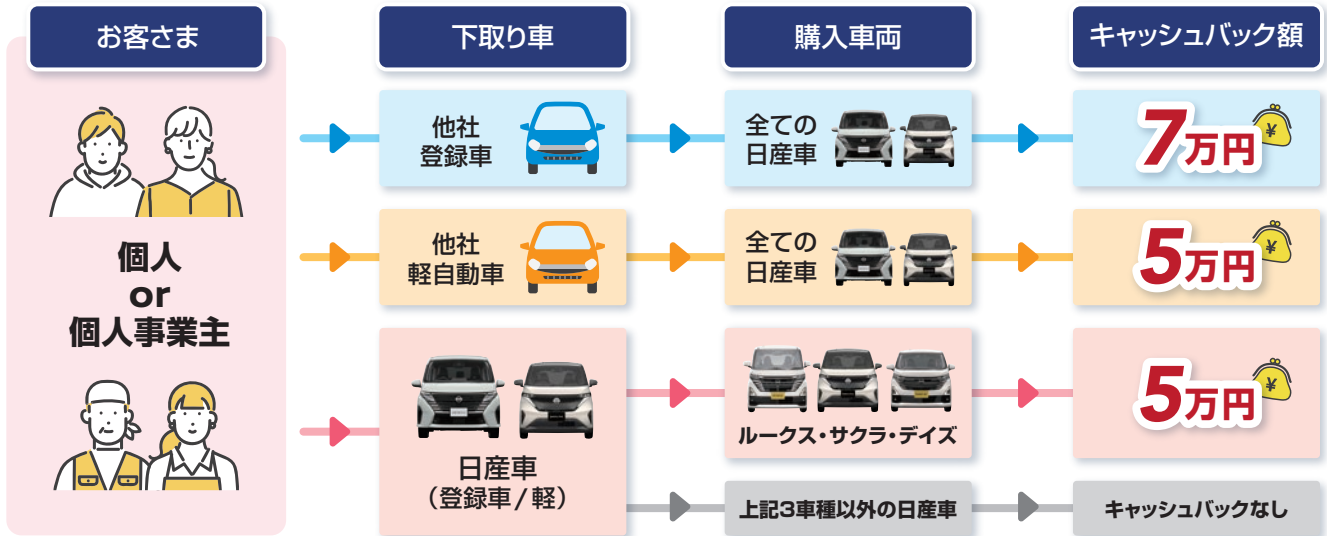 お客さま
下取り車
購入車両
キャッシュバック額
個人
or
個人事業主
他社
登録車
全ての
日産車
7万円
¥
他社
軽自動車
全ての
日産車
5万円
¥
日産車
（登録車/軽）
ルークス・サクラ・デイズ
5万円
¥
上記3車種以外の日産車
キャッシュバックなし